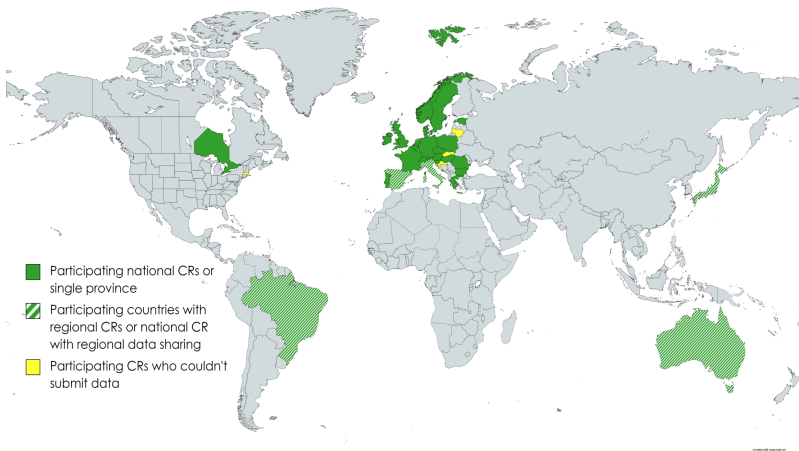 Participating national CRs or
single province
Participating countries with
regional CRs or national CR
with regional data sharing
Participating CRs who couldn't
submit data